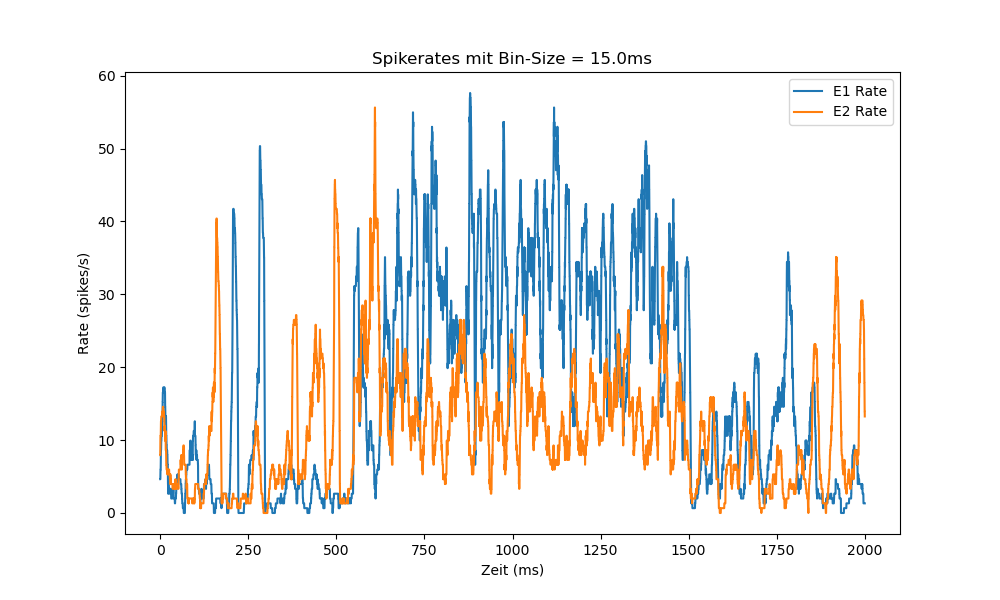 Spikerates mit Bin-Size = 15.0ms
E1 Rate
E2 Rate
Rate (spikes/s)
60
50
40
30
20
10
0
0 250 500 750 1000 1250 1500 1750 2000
Zeit (ms)